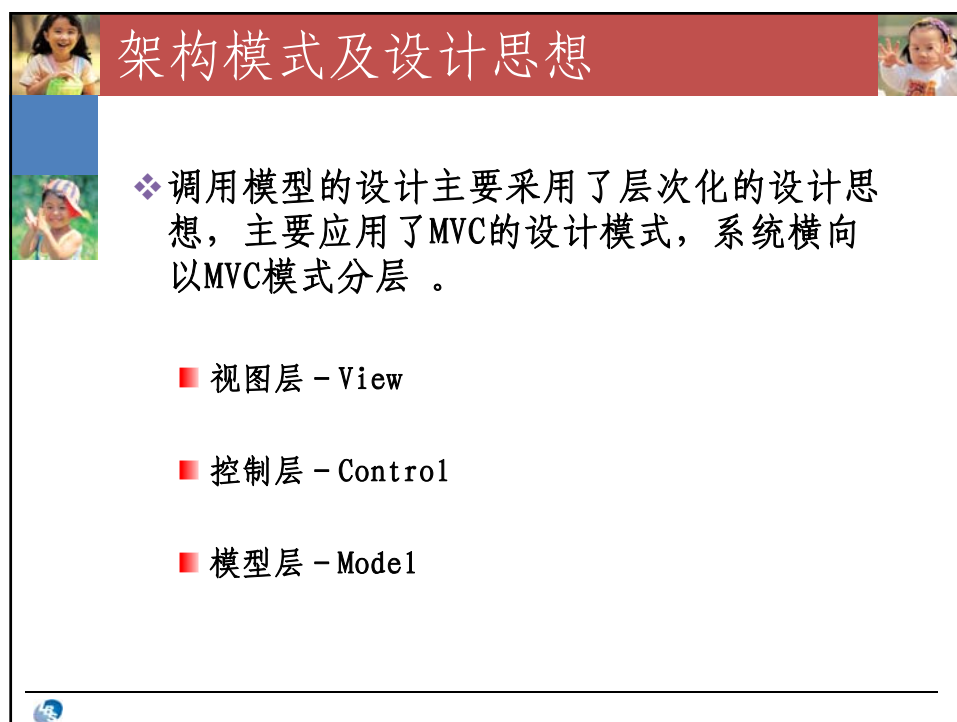 架构模式及设计思想
调用模型的设计主要采用了层次化的设计思
想，主要应用了MVC的设计模式，系统横向
以MVC模式分层 。
视图层－View
控制层－Control
模型层－Model